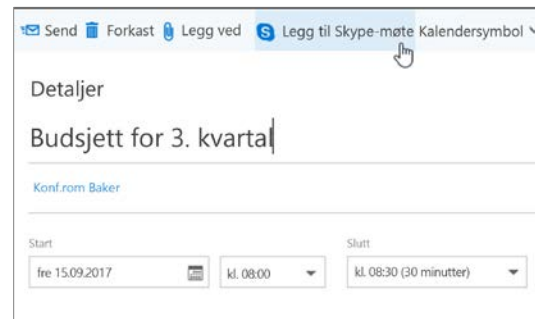 Send Forkast Legg ved Legg til Skype-møte Kalendersymbol
Detaljer
Budsjett for 3. kvartal
Konf.rom Baker
Start Slutt
fre 15.09.2017 kl. 08:00 kl. 08:30 (30 minutter)